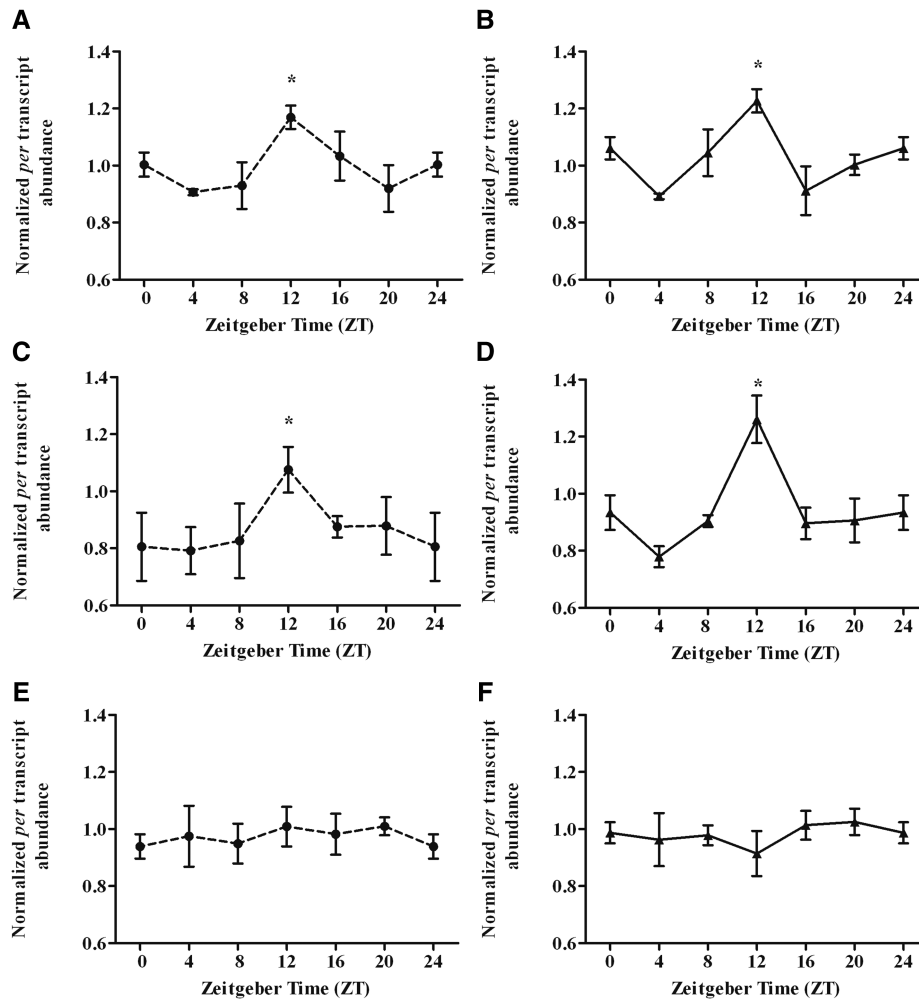 A
Normalized per transcript
abundance
1.4
1.2
1.0
0.8
0.6
*
0 4 8 12 16 20 24
Zeitgeber Time (ZT)
B
Normalized per transcript
abundance
1.4
1.2
1.0
0.8
0.6
*
0 4 8 12 16 20 24
Zeitgeber Time (ZT)
C
Normalized per transcript
abundance
1.4
1.2
1.0
0.8
0.6
*
0 4 8 12 16 20 24
Zeitgeber Time (ZT)
D
Normalized per transcript
abundance
1.4
1.2
1.0
0.8
0.6
*
0 4 8 12 16 20 24
Zeitgeber Time (ZT)
E
Normalized per transcript
abundance
1.4
1.2
1.0
0.8
0.6
0 4 8 12 16 20 24
Zeitgeber Time (ZT)
F
Normalized per transcript
abundance
1.4
1.2
1.0
0.8
0.6
0 4 8 12 16 20 24
Zeitgeber Time (ZT)